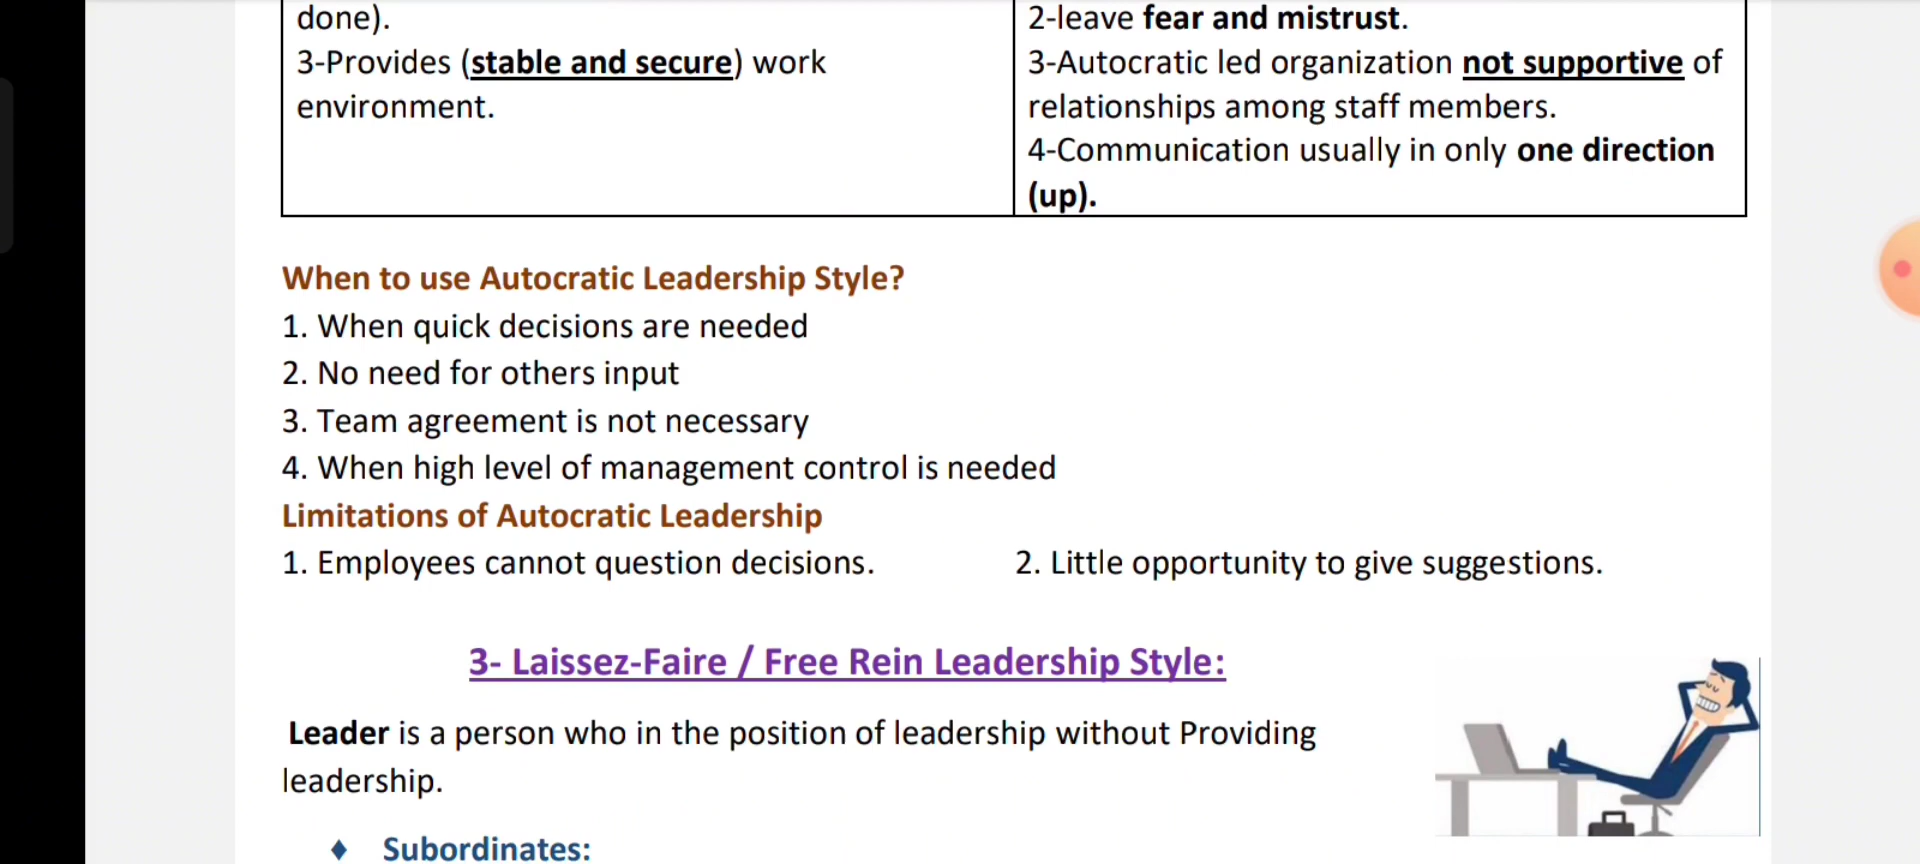 done).
3-Provides (stable and secure) work
environment.
2-leave fear and mistrust.
3-Autocratic led organization not supportive of
relationships among staff members.
4-Communication usually in only one direction
(up).
When to use Autocratic Leadership Style?
1. When quick decisions are needed
2. No need for others input
3. Team agreement is not necessary
4. When high level of management control is needed
Limitations of Autocratic Leadership
1. Employees cannot question decisions. 2. Little opportunity to give suggestions.
3- Laissez-Faire / Free Rein Leadership Style:
Leader is a person who in the position of leadership without Providing
leadership.
♦ Subordinates: